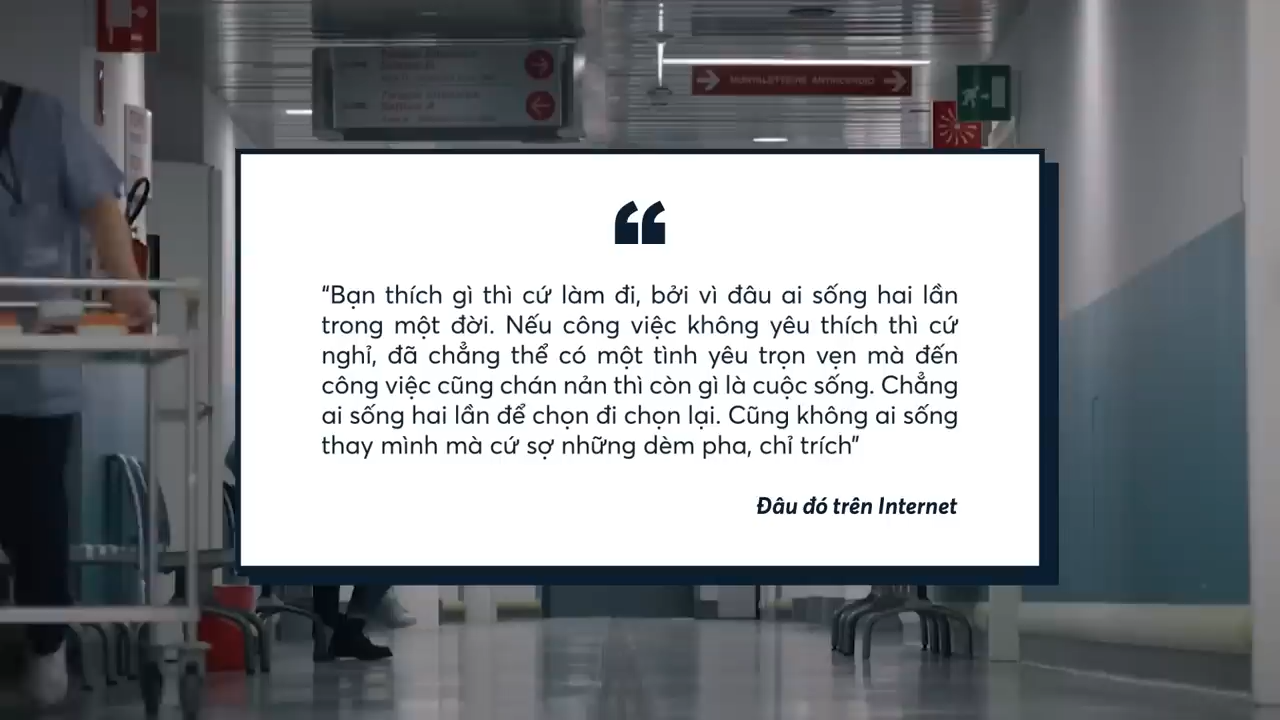 MANICHETTA ANTINCENDIO
“Bạn thích gì thì cứ làm đi, bởi vì đâu ai sống hai lần
trong một đời. Nếu công việc không yêu thích thì cứ
nghỉ, đã chẳng thể có một tình yêu trọn vẹn mà đến
công việc cũng chán nản thì còn gì là cuộc sống. Chẳng
ai sống hai lần để chọn đi chọn lại. Cũng không ai sống
thay mình mà cứ sợ những dèm pha, chỉ trích”
Đâu đó trên Internet